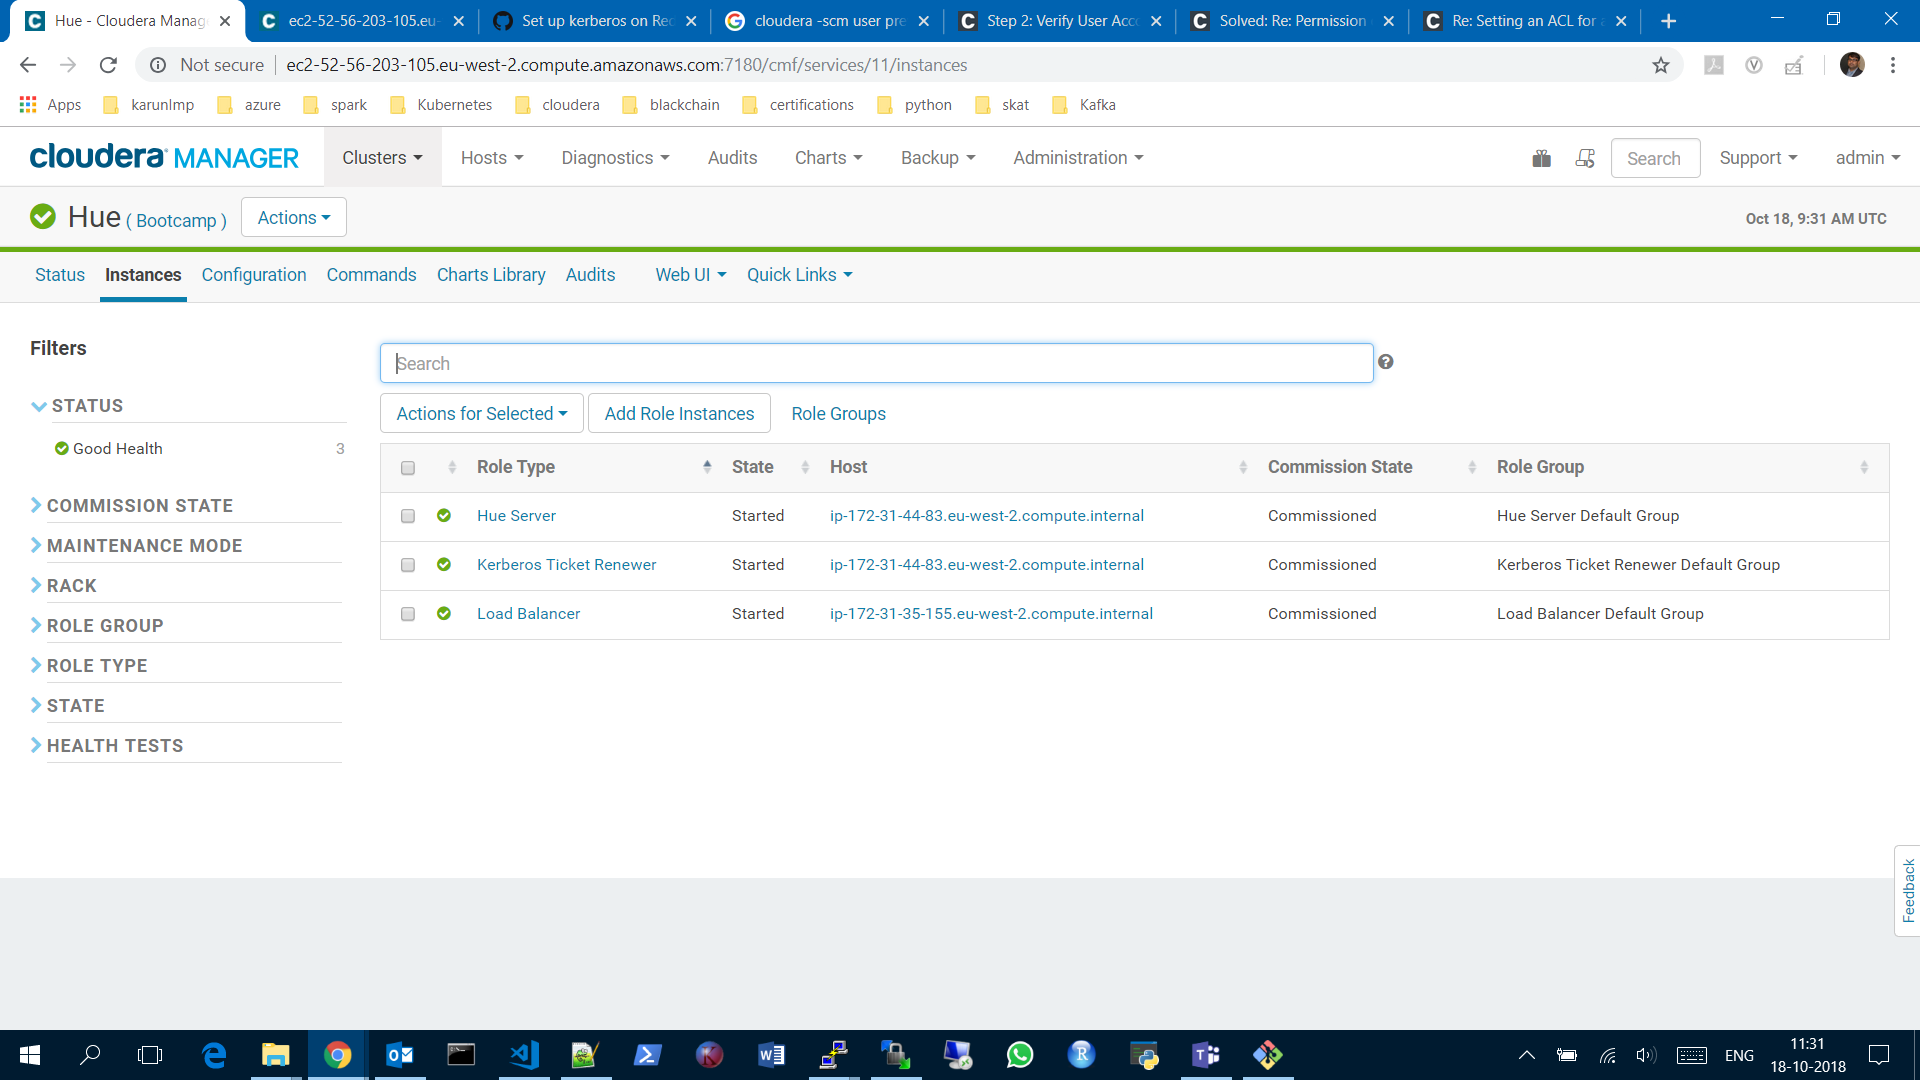 Hue - Cloudera Manag
ec2-52-56-203-105.eu-
Set up kerberos on Red
cloudera -scm user pre
Step 2: Verify User Acco
Solved: Re: Permission
Re: Setting an ACL for a
Not secure
ec2-52-56-203-105.eu-west-2.compute.amazonaws.com:7180/cmf/services/11/instances
Apps
karunImp
azure
spark
Kubernetes
cloudera
blackchain
certifications
python
skat
Kafka
cloudera MANAGER
Clusters
Hosts
Diagnostics
Audits
Charts
Backup
Administration
Search
Support
admin
Hue ( Bootcamp )
Actions
Oct 18, 9:31 AM UTC
Status
Instances
Configuration
Commands
Charts Library
Audits
Web UI
Quick Links
Filters
STATUS
Good Health 3
COMMISSION STATE
MAINTENANCE MODE
RACK
ROLE GROUP
ROLE TYPE
STATE
HEALTH TESTS
Search
Actions for Selected
Add Role Instances
Role Groups
Role Type State Host Commission State Role Group
Hue Server Started ip-172-31-44-83.eu-west-2.compute.internal Commissioned Hue Server Default Group
Kerberos Ticket Renewer Started ip-172-31-44-83.eu-west-2.compute.internal Commissioned Kerberos Ticket Renewer Default Group
Load Balancer Started ip-172-31-35-155.eu-west-2.compute.internal Commissioned Load Balancer Default Group
Feedback
ENG
11:31
18-10-2018